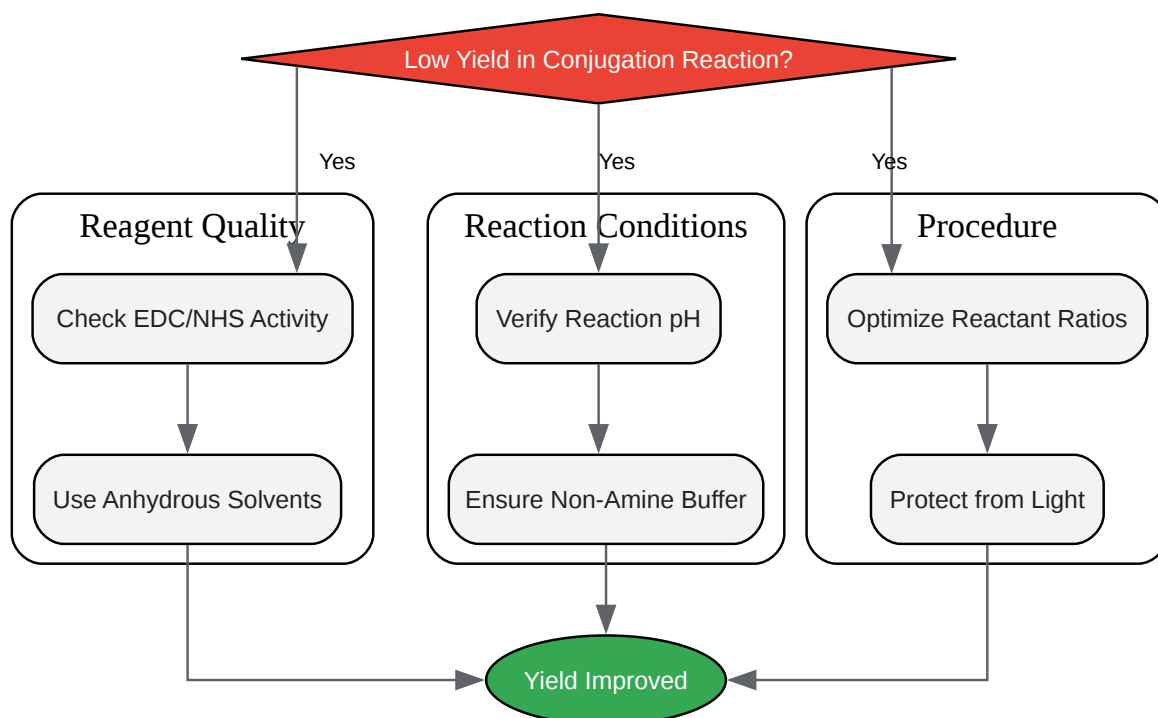 Low Yield in Conjugation Reaction?
Yes
Yes
Yes
Reagent Quality
Reaction Conditions
Procedure
Check EDC/NHS Activity
Verify Reaction pH
Optimize Reactant Ratios
Use Anhydrous Solvents
Ensure Non-Amine Buffer
Protect from Light
Yield Improved